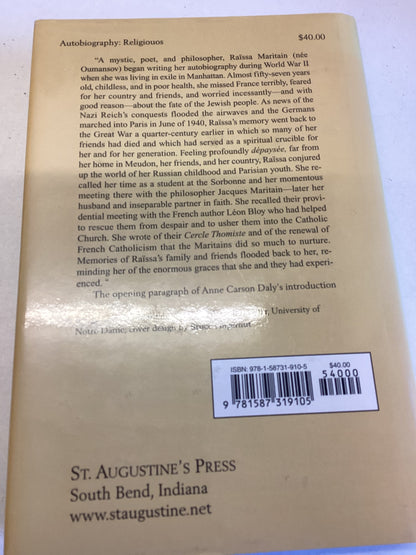 Autobiography: Religiouos $40.00
"A mystic, poet, and philosopher, Raïssa Maritain (née
Oumansov) began writing her autobiography during World War II
when she was living in exile in Manhattan. Almost fifty-seven years
old, childless, and in poor health, she missed France terribly, feared
for her country and friends, and worried incessantly—and with
good reason—about the fate of the Jewish people. As news of the
Nazi Reich's conquests flooded the airwaves and the Germans
marched into Paris in June of 1940, Raïssa's memory went back to
the Great War a quarter-century earlier in which so many of her
friends had died and which had served as a spiritual crucible for
her and for her generation. Feeling profoundly dépaysée, far from
her home in Meudon, her friends, and her country, Raïssa conjured
up the world of her Russian childhood and Parisian youth. She re-
called her time as a student at the Sorbonne and her momentous
meeting there with the philosopher Jacques Maritain—later her
husband and inseparable partner in faith. She recalled their provi-
dential meeting with the French author Léon Bloy who had helped
to rescue them from despair and to usher them into the Catholic
Church. She wrote of their Cercle Thomiste and of the renewal of
French Catholicism that the Maritains did so much to nurture.
Memories of Raïssa's family and friends flooded back to her, re-
minding her of the enormous graces that she and they had experi-
enced. "
The opening paragraph of Anne Carson Daly's introduction
University of
Notre Dame; cover design by
ISBN: 978-1-58731-910-5 $40.00
54000
9 781587 319105
ST. AUGUSTINE'S PRESS
South Bend, Indiana
www.staugustine.net